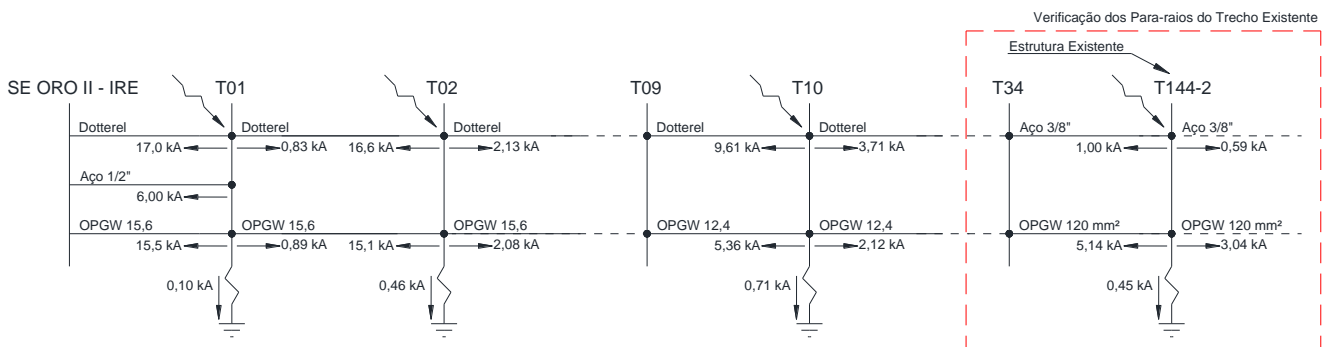 Verificação dos Para-raios do Trecho Existente
Estrutura Existente
SE ORO II - IRE
T01
T02
T09
T10
T34
T144-2
Dotterel
Dotterel
Dotterel
Dotterel
Dotterel
Aço 3/8"
Aço 3/8"
17,0 kA
0,83 kA
16,6 kA
2,13 kA
9,61 kA
3,71 kA
1,00 kA
0,59 kA
Aço 1/2"
6,00 kA
OPGW 15,6
OPGW 15,6
OPGW 15,6
OPGW 12,4
OPGW 12,4
OPGW 120 mm²
OPGW 120 mm²
15,5 kA
0,89 kA
15,1 kA
2,08 kA
5,36 kA
2,12 kA
5,14 kA
3,04 kA
0,10 kA
0,46 kA
0,71 kA
0,45 kA